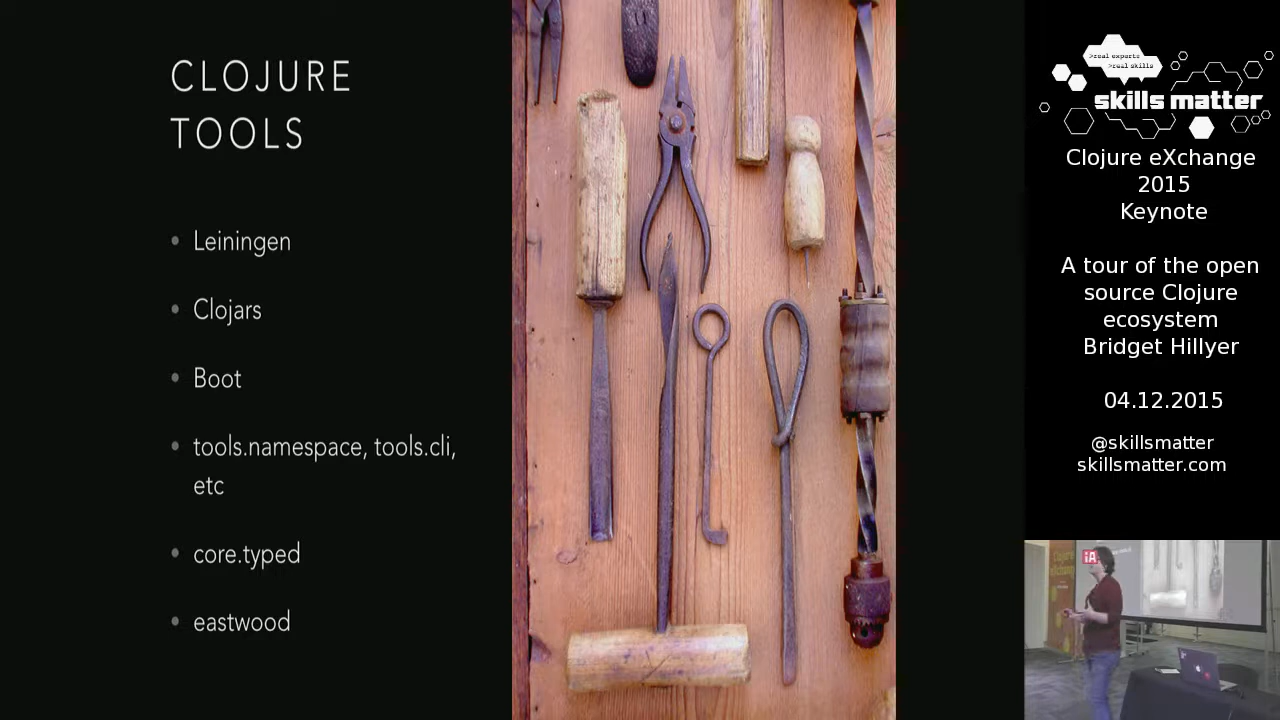 CLOJURE
TOOLS
Leiningen
Clojars
Boot
tools.namespace, tools.cli,
etc
core.typed
eastwood
>real experts
>real skills
skills matter
Clojure eXchange
2015
Keynote
A tour of the open
source Clojure
ecosystem
Bridget Hillyer
04.12.2015
@skillsmatter
skillsmatter.com
iA